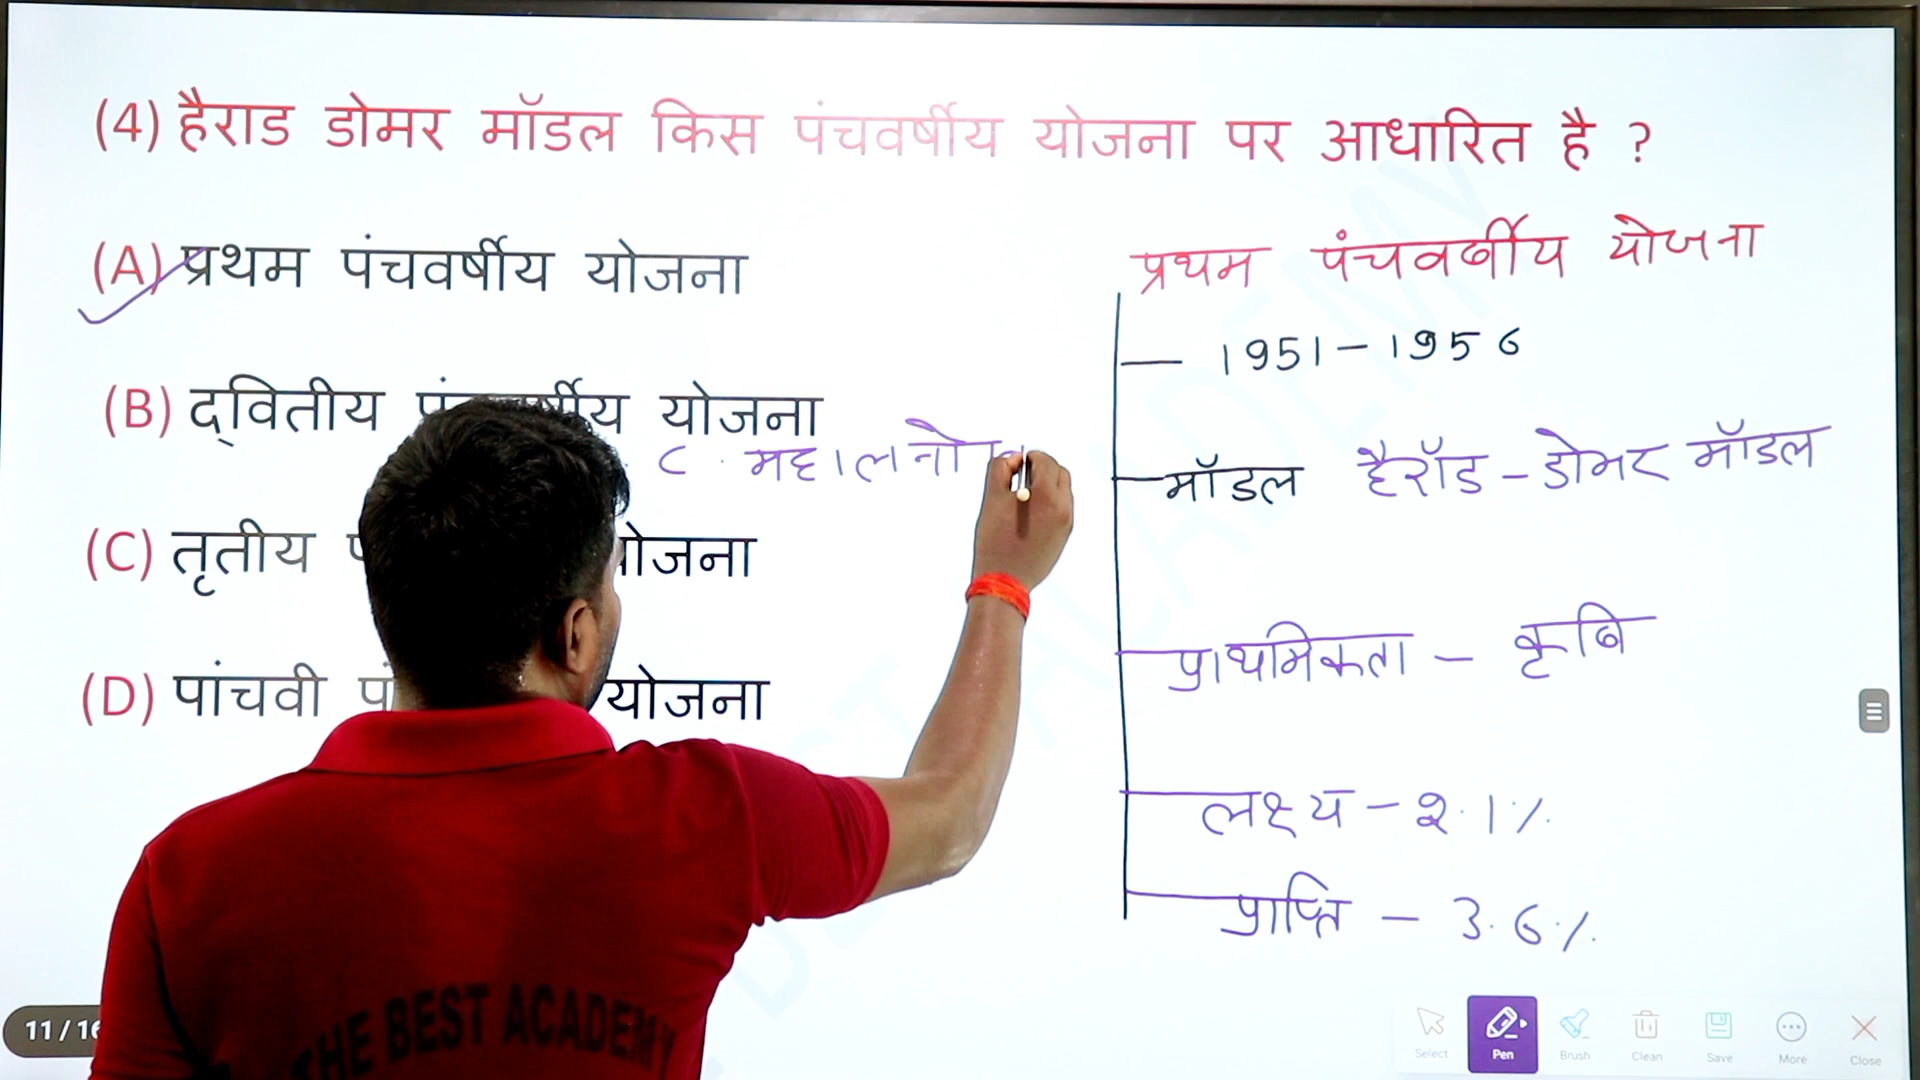 (4) हैराड डोमर मॉडल किस पंचवर्षीय योजना पर आधारित है ?
(A) प्रथम पंचवर्षीय योजना
(B) द्वितीय पंचवर्षीय योजना
(C) तृतीय योजना
(D) पांचवी योजना
प्रथम पंचवर्षीय योजना
1951-1956
मॉडल हैरॉड-डोमर मॉडल
प्राथमिकता - कृषि
लक्ष्य - 2.1%
प्राप्ति - 3.6%
THE BEST ACADEMY
11/16
Select
Pen
Brush
Clean
Save
More
Close